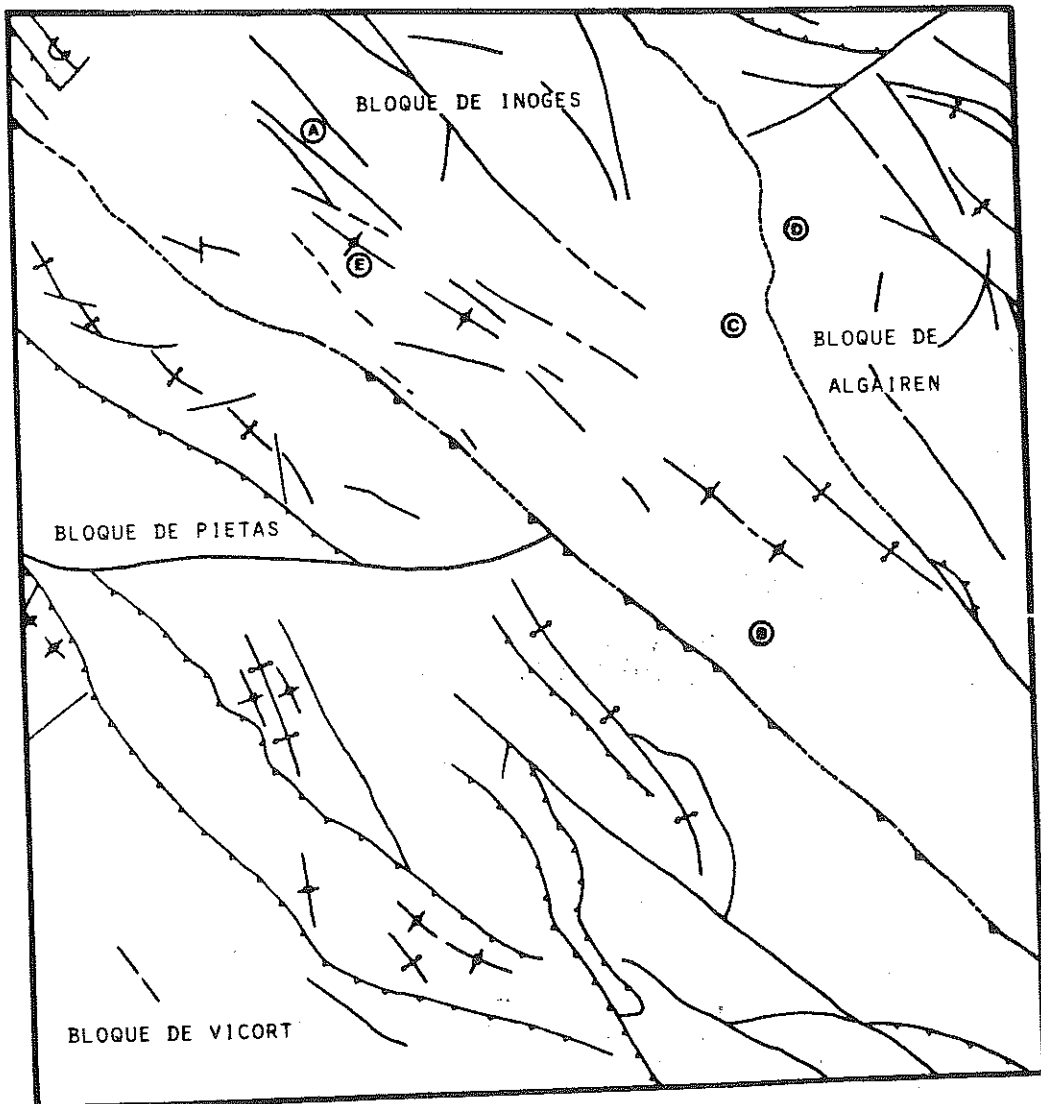 BLOQUE DE INOGES
A
D
E
C
BLOQUE DE
ALGAIREN
BLOQUE DE PIETAS
B
BLOQUE DE VICORT